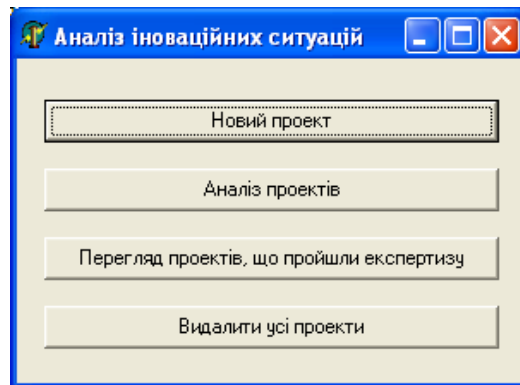 Аналіз іноваційних ситуацій
Новий проект
Аналіз проектів
Перегляд проектів, що пройшли експертизу
Видалити усі проекти